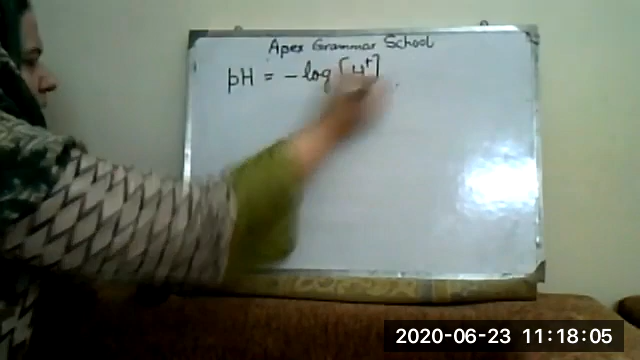 Apex Grammar School
pH = -log [H⁺]
2020-06-23 11:18:05